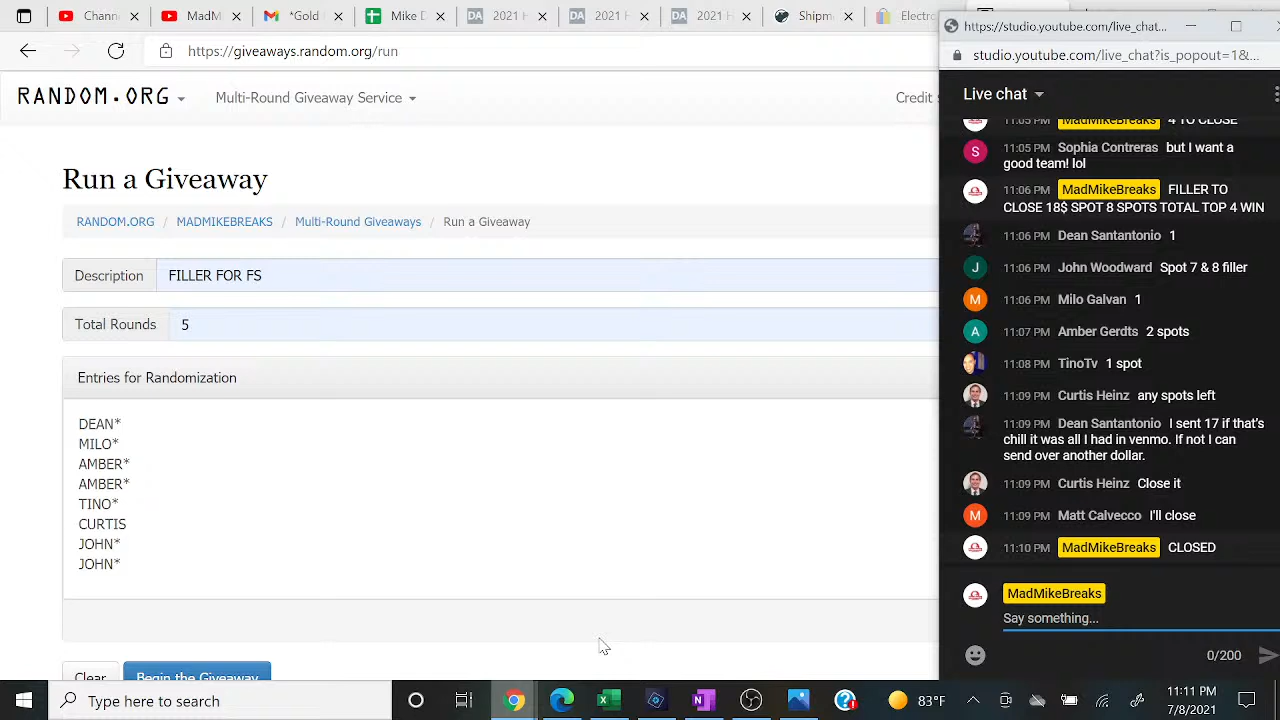 Chann
MadM
*Gold
Mike D
2021 H
2021 F
2021 H
Shipm
Electro
https://giveaways.random.org/run
https://studio.youtube.com/live_chat...
studio.youtube.com/live_chat?is_popout=1&...
RANDOM.ORG
Multi-Round Giveaway Service
Credit
Run a Giveaway
RANDOM.ORG / MADMIKEBREAKS / Multi-Round Giveaways / Run a Giveaway
Description FILLER FOR FS
Total Rounds 5
Entries for Randomization
DEAN*
MILO*
AMBER*
AMBER*
TINO*
CURTIS
JOHN*
JOHN*
Clear Begin the Giveaway
Live chat
11:05 PM MadMikeBreaks 4 TO CLOSE
11:05 PM Sophia Contreras but I want a
good team! lol
11:06 PM MadMikeBreaks FILLER TO
CLOSE 18$ SPOT 8 SPOTS TOTAL TOP 4 WIN
11:06 PM Dean Santantonio 1
11:06 PM John Woodward Spot 7 & 8 filler
11:06 PM Milo Galvan 1
11:07 PM Amber Gerdts 2 spots
11:08 PM TinoTv 1 spot
11:09 PM Curtis Heinz any spots left
11:09 PM Dean Santantonio I sent 17 if that's
chill it was all I had in venmo. If not I can
send over another dollar.
11:09 PM Curtis Heinz Close it
11:09 PM Matt Calvecco I'll close
11:10 PM MadMikeBreaks CLOSED
MadMikeBreaks
Say something...
0/200
Type here to search
83°F
11:11 PM
7/8/2021